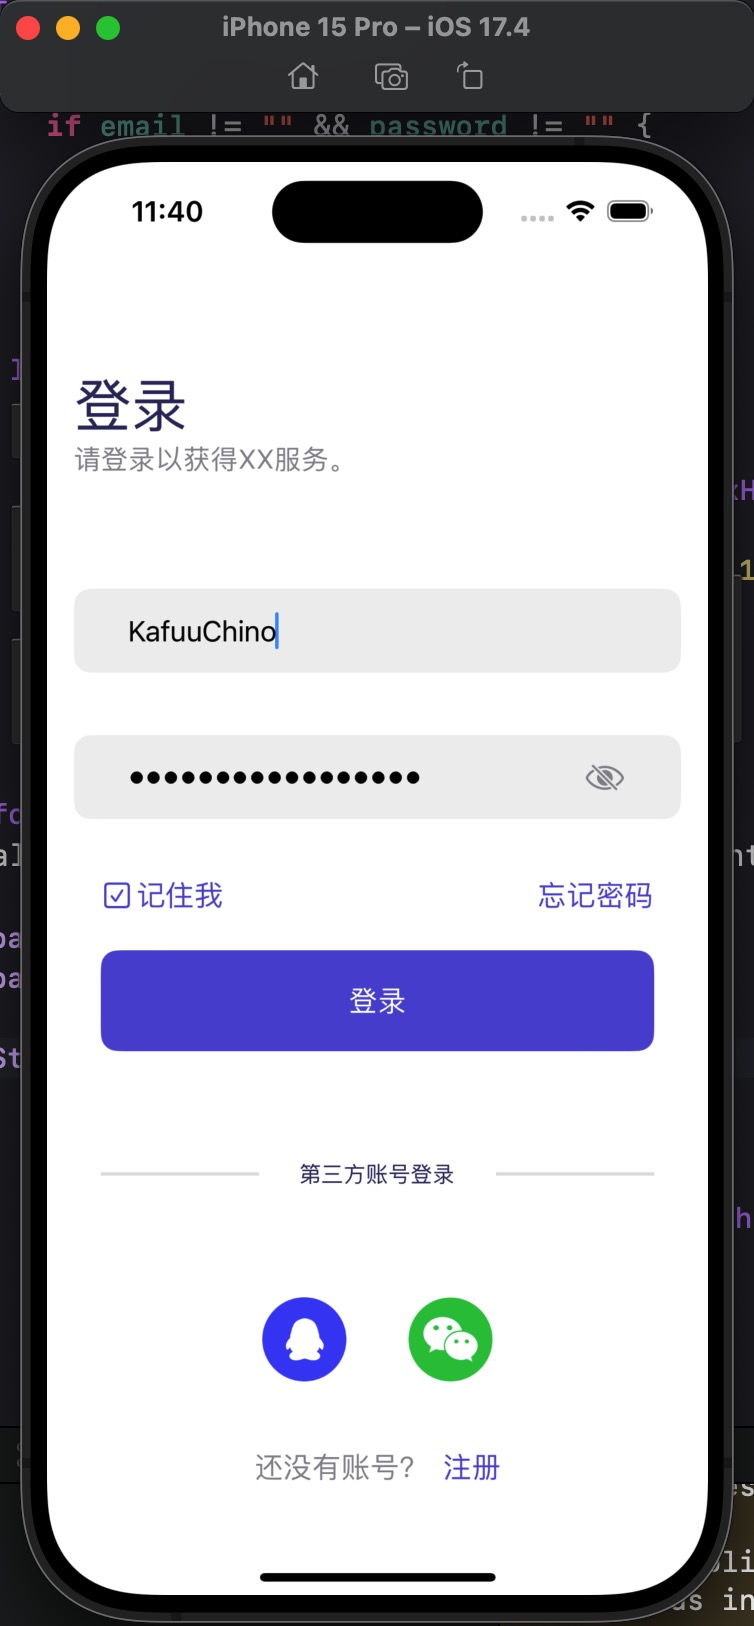 iPhone 15 Pro – iOS 17.4
if email != "" && password != "" {
11:40
登录
请登录以获得XX服务。
KafuuChino
记住我
忘记密码
登录
第三方账号登录
还没有账号?
注册